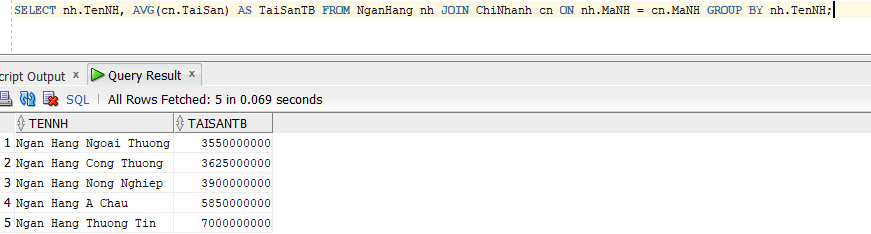 SELECT nh.TenNH, AVG(cn.TaiSan) AS TaiSanTB FROM NganHang nh JOIN ChiNhanh cn ON nh.MaNH = cn.MaNH GROUP BY nh.TenNH;
cript Output x Query Result x
SQL | All Rows Fetched: 5 in 0.069 seconds
TENNH TAISANTB
1 Ngan Hang Ngoai Thuong 3550000000
2 Ngan Hang Cong Thuong 3625000000
3 Ngan Hang Nong Nghiep 3900000000
4 Ngan Hang A Chau 5850000000
5 Ngan Hang Thuong Tin 7000000000